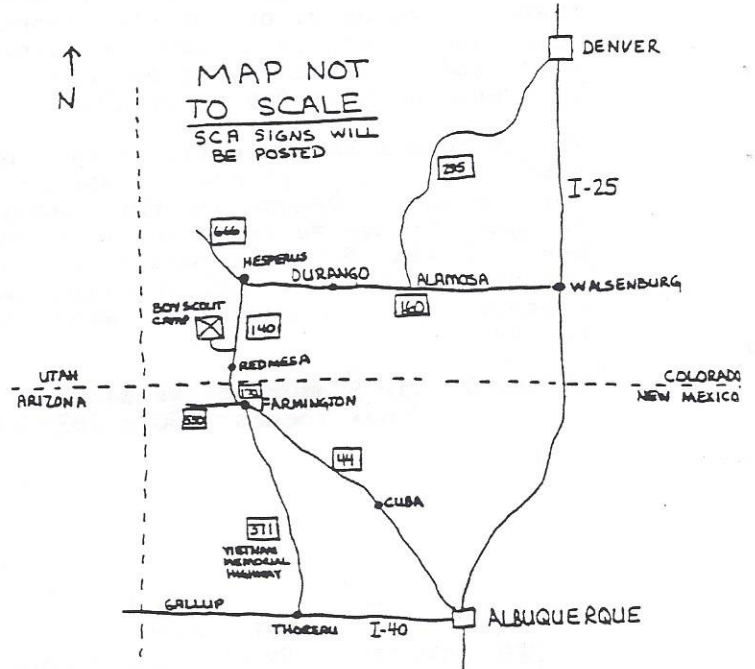 DENVER
N
MAP NOT
TO SCALE
SCA SIGNS WILL
BE POSTED
285
I-25
666
HESPERUS
DURANGO
ALAMOSA
WALSENBURG
160
BOY SCOUT
CAMP
140
REDMESA
UTAH
COLORADO
ARIZONA
NEW MEXICO
170
FARMINGTON
550
44
CUBA
371
VIETNAM
MEMORIAL
HIGHWAY
GALLUP
THOREAU
I-40
ALBUQUERQUE